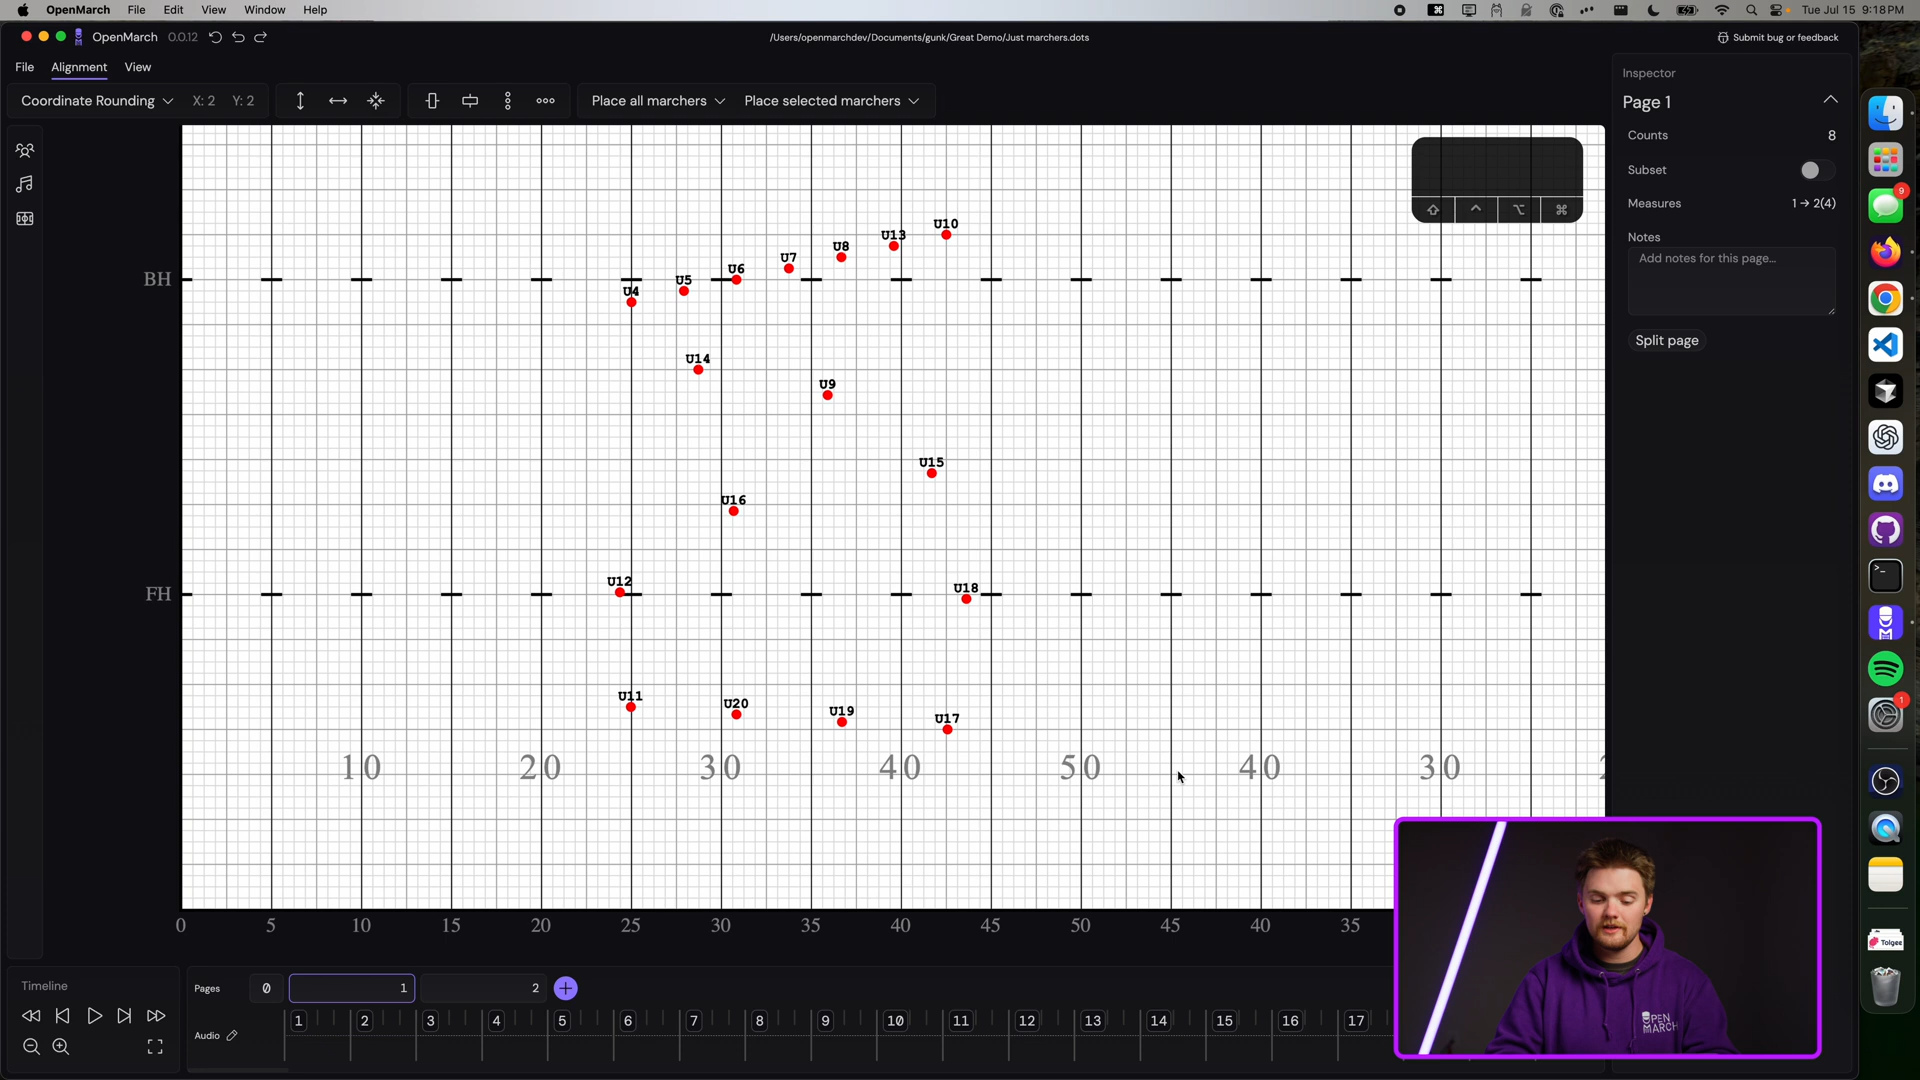 OpenMarch File Edit View Window Help
Tue Jul 15 9:18 PM
OpenMarch 0.0.12
/Users/openmarchdev/Documents/gunk/Great Demo/Just marchers.dots
Submit bug or feedback
File Alignment View
Coordinate Rounding X: 2 Y: 2
Place all marchers Place selected marchers
Inspector
Page 1
Counts 8
Subset
Measures 1 → 2(4)
Notes
Add notes for this page...
Split page
U10
U13
U8
U7
U6
BH
U5
U4
U14
U9
U15
U16
U12
U18
FH
U11
U20
U19
U17
10 20 30 40 50 40 30
0 5 10 15 20 25 30 35 40 45 50 45 40 35
Timeline
Pages 0 1 2
Audio 1 2 3 4 5 6 7 8 9 10 11 12 13 14 15 16 17
9
1
Tolgee
OPEN
MARCH